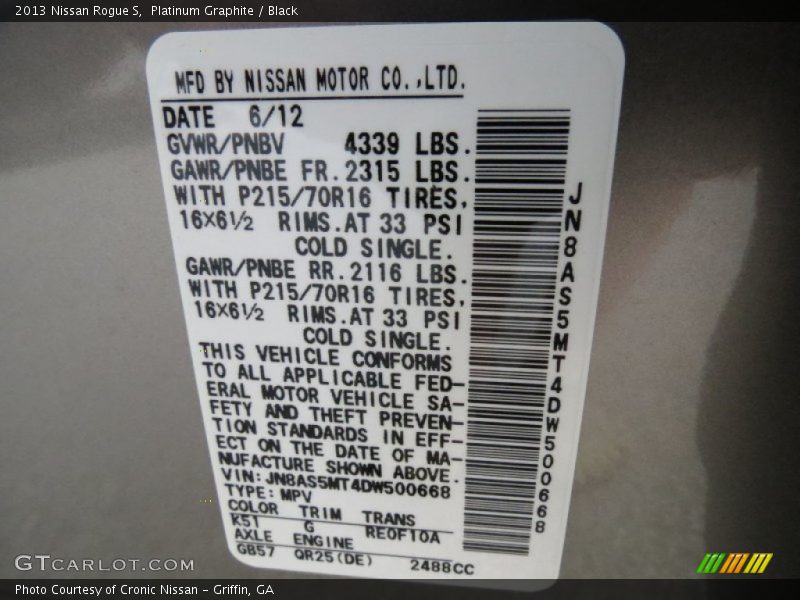 2013 Nissan Rogue S, Platinum Graphite / Black
MFD BY NISSAN MOTOR CO.,LTD.
DATE 6/12
GVWR/PNBV 4339 LBS.
GAWR/PNBE FR.2315 LBS.
WITH P215/70R16 TIRES,
16X6½ RIMS.AT 33 PSI
COLD SINGLE.
GAWR/PNBE RR.2116 LBS.
WITH P215/70R16 TIRES,
16X6½ RIMS.AT 33 PSI
COLD SINGLE.
THIS VEHICLE CONFORMS
TO ALL APPLICABLE FED-
ERAL MOTOR VEHICLE SA-
FETY AND THEFT PREVEN-
TION STANDARDS IN EFF-
ECT ON THE DATE OF MA-
NUFACTURE SHOWN ABOVE.
VIN:JN8AS5MT4DW500668
TYPE:MPV
COLOR TRIM TRANS
K51 G RE0F10A
AXLE ENGINE
GB57 QR25(DE) 2488CC
JN8AS5MT4DW500668
GTCARLOT.COM
Photo Courtesy of Cronic Nissan – Griffin, GA